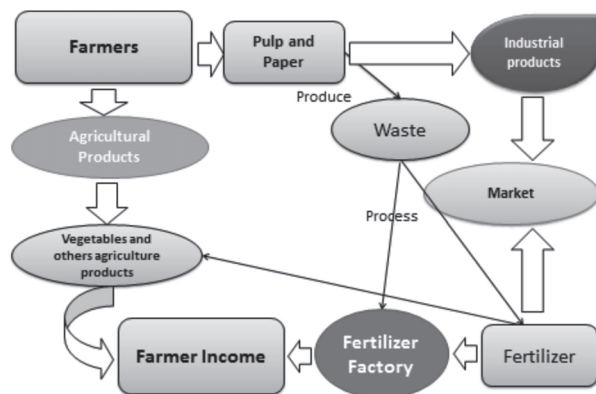 Farmers
Pulp and
Paper
Industrial
products
Produce
Waste
Agricultural
Products
Market
Process
Vegetables and
others agriculture
products
Farmer Income
Fertilizer
Factory
Fertilizer